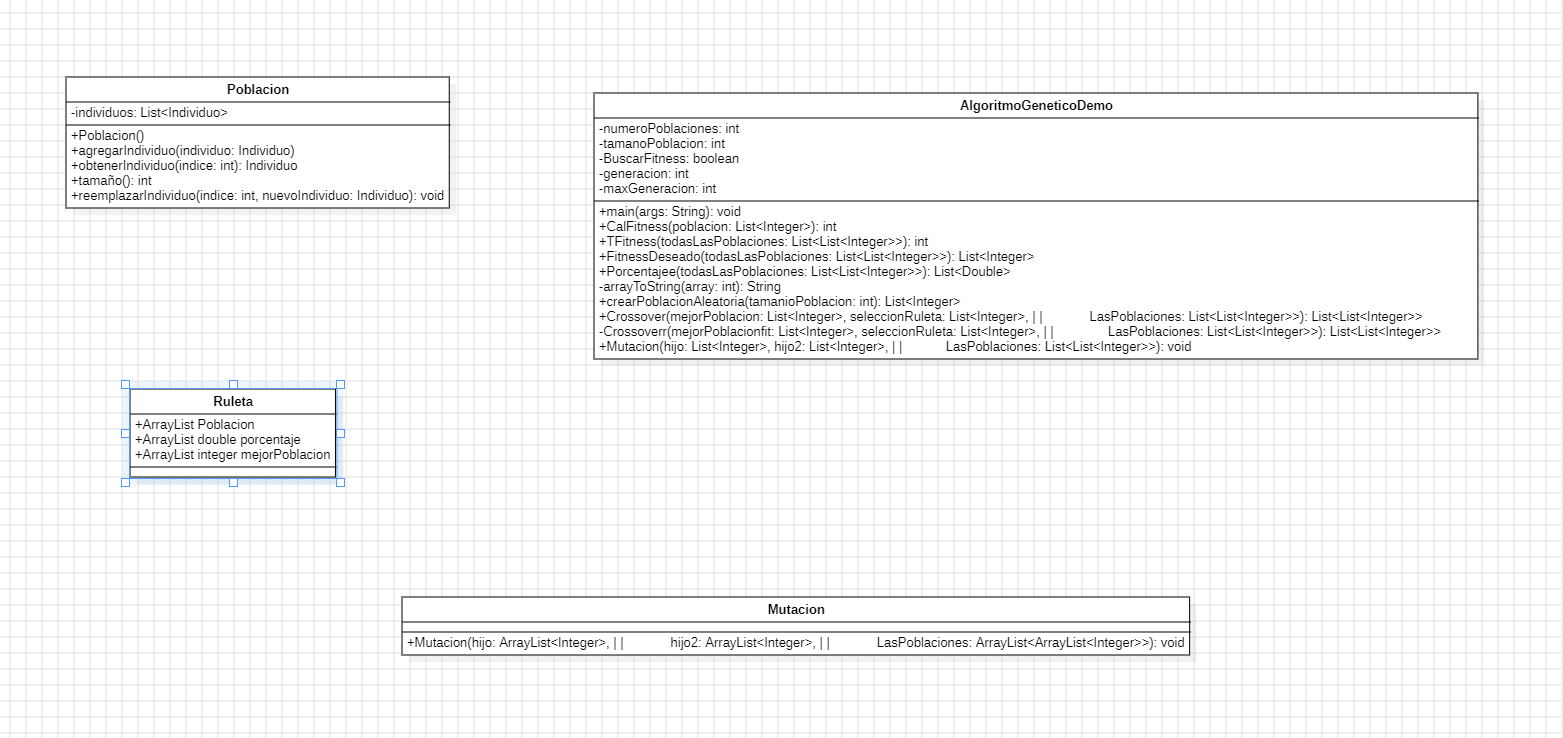 Poblacion
-individuos: List<Individuo>
+Poblacion()
+agregarIndividuo(individuo: Individuo)
+obtenerIndividuo(indice: int): Individuo
+tamaño(): int
+reemplazarIndividuo(indice: int, nuevoIndividuo: Individuo): void
AlgoritmoGeneticoDemo
-numeroPoblaciones: int
-tamanoPoblacion: int
-BuscarFitness: boolean
-generacion: int
-maxGeneracion: int
+main(args: String): void
+CalFitness(poblacion: List<Integer>): int
+TFitness(todasLasPoblaciones: List<List<Integer>>): int
+FitnessDeseado(todasLasPoblaciones: List<List<Integer>>): List<Integer>
+Porcentajee(todasLasPoblaciones: List<List<Integer>>): List<Double>
-arrayToString(array: int): String
+crearPoblacionAleatoria(tamanioPoblacion: int): List<Integer>
+Crossover(mejorPoblacion: List<Integer>, seleccionRuleta: List<Integer>, | | LasPoblaciones: List<List<Integer>>): List<List<Integer>>
-Crossoverr(mejorPoblacionfit: List<Integer>, seleccionRuleta: List<Integer>, | | LasPoblaciones: List<List<Integer>>): List<List<Integer>>
+Mutacion(hijo: List<Integer>, hijo2: List<Integer>, | | LasPoblaciones: List<List<Integer>>): void
Ruleta
+ArrayList Poblacion
+ArrayList double porcentaje
+ArrayList integer mejorPoblacion
Mutacion
+Mutacion(hijo: ArrayList<Integer>, | | hijo2: ArrayList<Integer>, | | LasPoblaciones: ArrayList<ArrayList<Integer>>): void